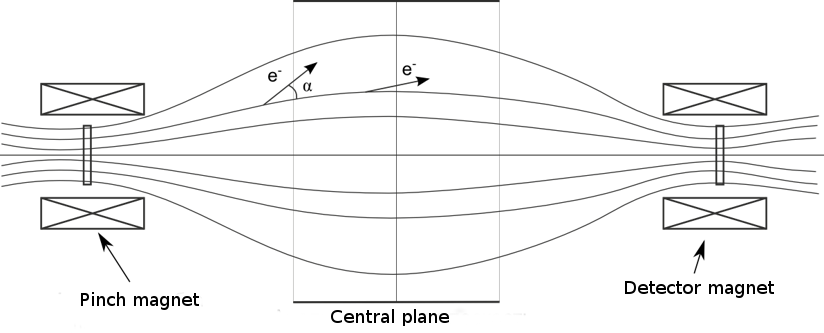 e-
e-
α
Pinch magnet
Detector magnet
Central plane